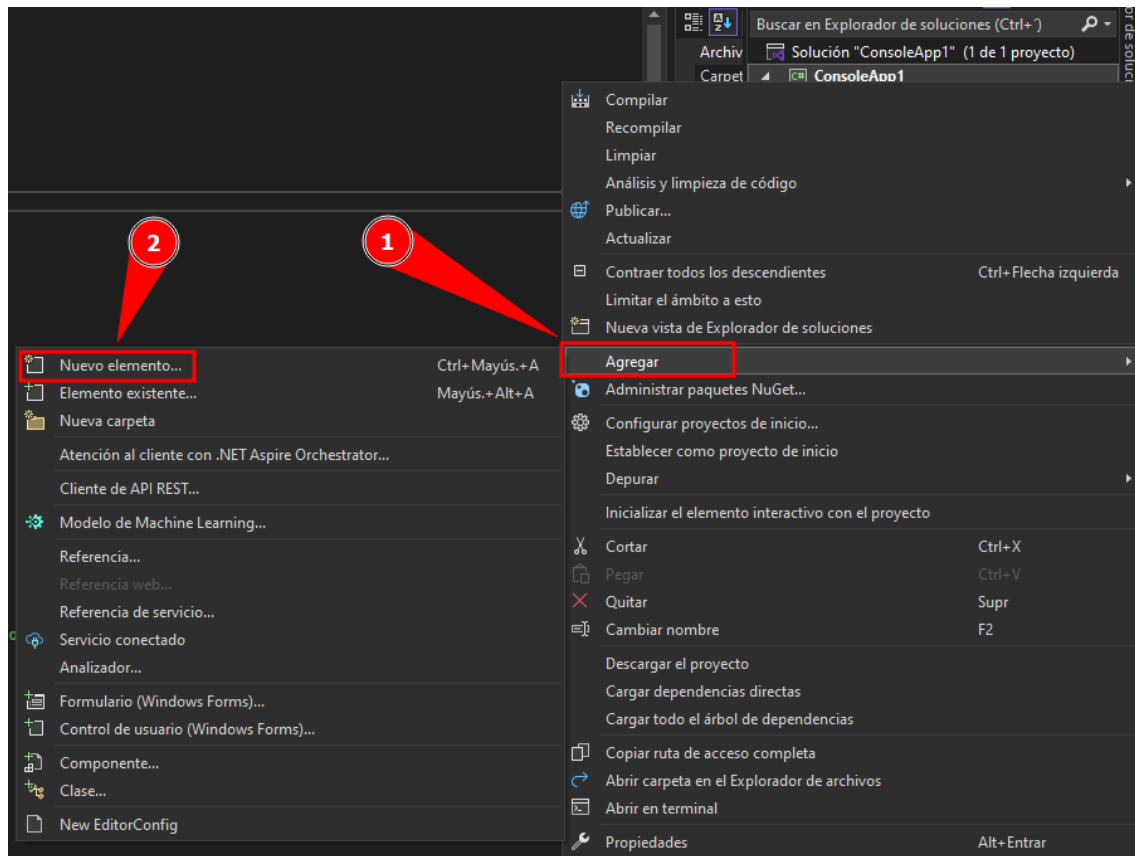 Buscar en Explorador de soluciones (Ctrl+´)
Archiv
Solución "ConsoleApp1" (1 de 1 proyecto)
Carpet
ConsoleApp1
Compilar
Recompilar
Limpiar
Análisis y limpieza de código
Publicar...
Actualizar
Contraer todos los descendientes Ctrl+Flecha izquierda
Limitar el ámbito a esto
Nueva vista de Explorador de soluciones
Agregar
Administrar paquetes NuGet...
Configurar proyectos de inicio...
Establecer como proyecto de inicio
Depurar
Inicializar el elemento interactivo con el proyecto
Cortar Ctrl+X
Pegar Ctrl+V
Quitar Supr
Cambiar nombre F2
Descargar el proyecto
Cargar dependencias directas
Cargar todo el árbol de dependencias
Copiar ruta de acceso completa
Abrir carpeta en el Explorador de archivos
Abrir en terminal
Propiedades Alt+Entrar
1
2
Nuevo elemento... Ctrl+Mayús.+A
Elemento existente... Mayús.+Alt+A
Nueva carpeta
Atención al cliente con .NET Aspire Orchestrator...
Cliente de API REST...
Modelo de Machine Learning...
Referencia...
Referencia web...
Referencia de servicio...
Servicio conectado
Analizador...
Formulario (Windows Forms)...
Control de usuario (Windows Forms)...
Componente...
Clase...
New EditorConfig